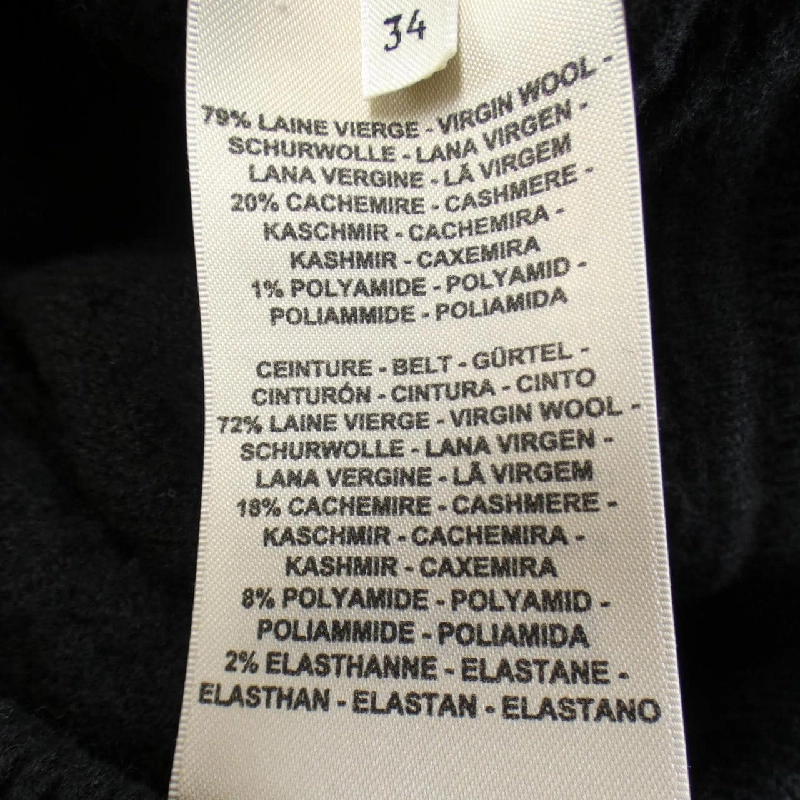 34
79% LAINE VIERGE - VIRGIN WOOL -
SCHURWOLLE - LANA VIRGEN -
LANA VERGINE - LÃ VIRGEM
20% CACHEMIRE - CASHMERE -
KASCHMIR - CACHEMIRA -
KASHMIR - CAXEMIRA
1% POLYAMIDE - POLYAMID -
POLIAMMIDE - POLIAMIDA
CEINTURE - BELT - GÜRTEL -
CINTURÓN - CINTURA - CINTO
72% LAINE VIERGE - VIRGIN WOOL -
SCHURWOLLE - LANA VIRGEN -
LANA VERGINE - LÃ VIRGEM
18% CACHEMIRE - CASHMERE -
KASCHMIR - CACHEMIRA -
KASHMIR - CAXEMIRA
8% POLYAMIDE - POLYAMID -
POLIAMMIDE - POLIAMIDA
2% ELASTHANNE - ELASTANE -
ELASTHAN - ELASTAN - ELASTANO